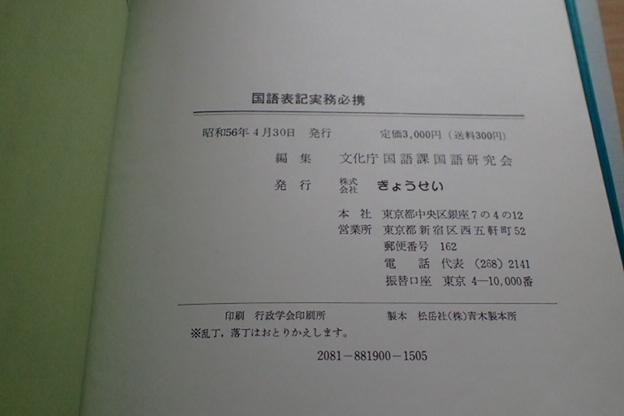 国語表記実務必携
昭和56年4月30日 発行 定価3,000円（送料300円）
編集 文化庁国語課国語研究会
発行 株式会社 ぎょうせい
本社 東京都中央区銀座7の4の12
営業所 東京都新宿区西五軒町52
郵便番号 162
電話 代表 (268) 2141
振替口座 東京 4―10,000番
印刷 行政学会印刷所 製本 松岳社(株)青木製本所
※乱丁，落丁はおとりかえします。
2081－881900－1505